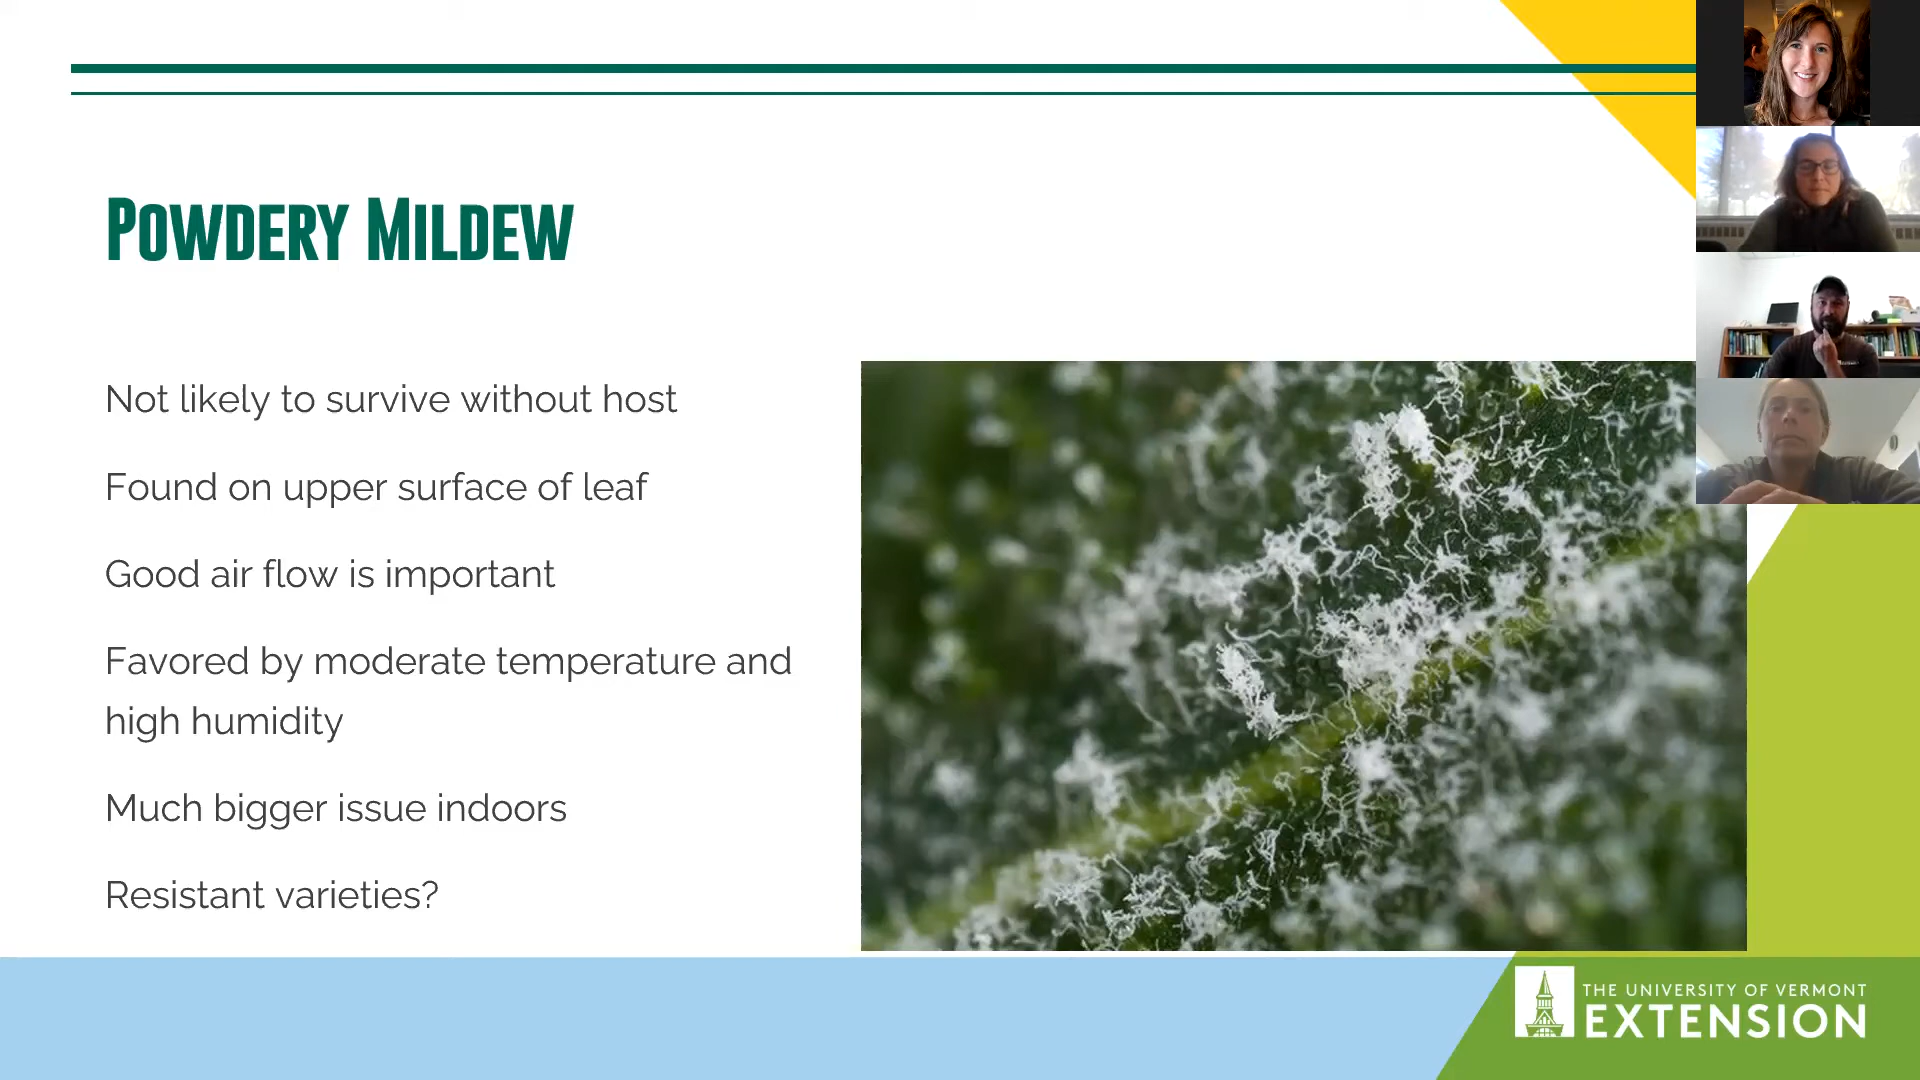 POWDERY MILDEW
Not likely to survive without host
Found on upper surface of leaf
Good air flow is important
Favored by moderate temperature and
high humidity
Much bigger issue indoors
Resistant varieties?
THE UNIVERSITY OF VERMONT
EXTENSION